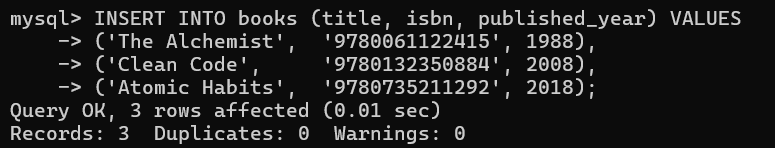 mysql> INSERT INTO books (title, isbn, published_year) VALUES
    -> ('The Alchemist',  '9780061122415', 1988),
    -> ('Clean Code',     '9780132350884', 2008),
    -> ('Atomic Habits',  '9780735211292', 2018);
Query OK, 3 rows affected (0.01 sec)
Records: 3  Duplicates: 0  Warnings: 0